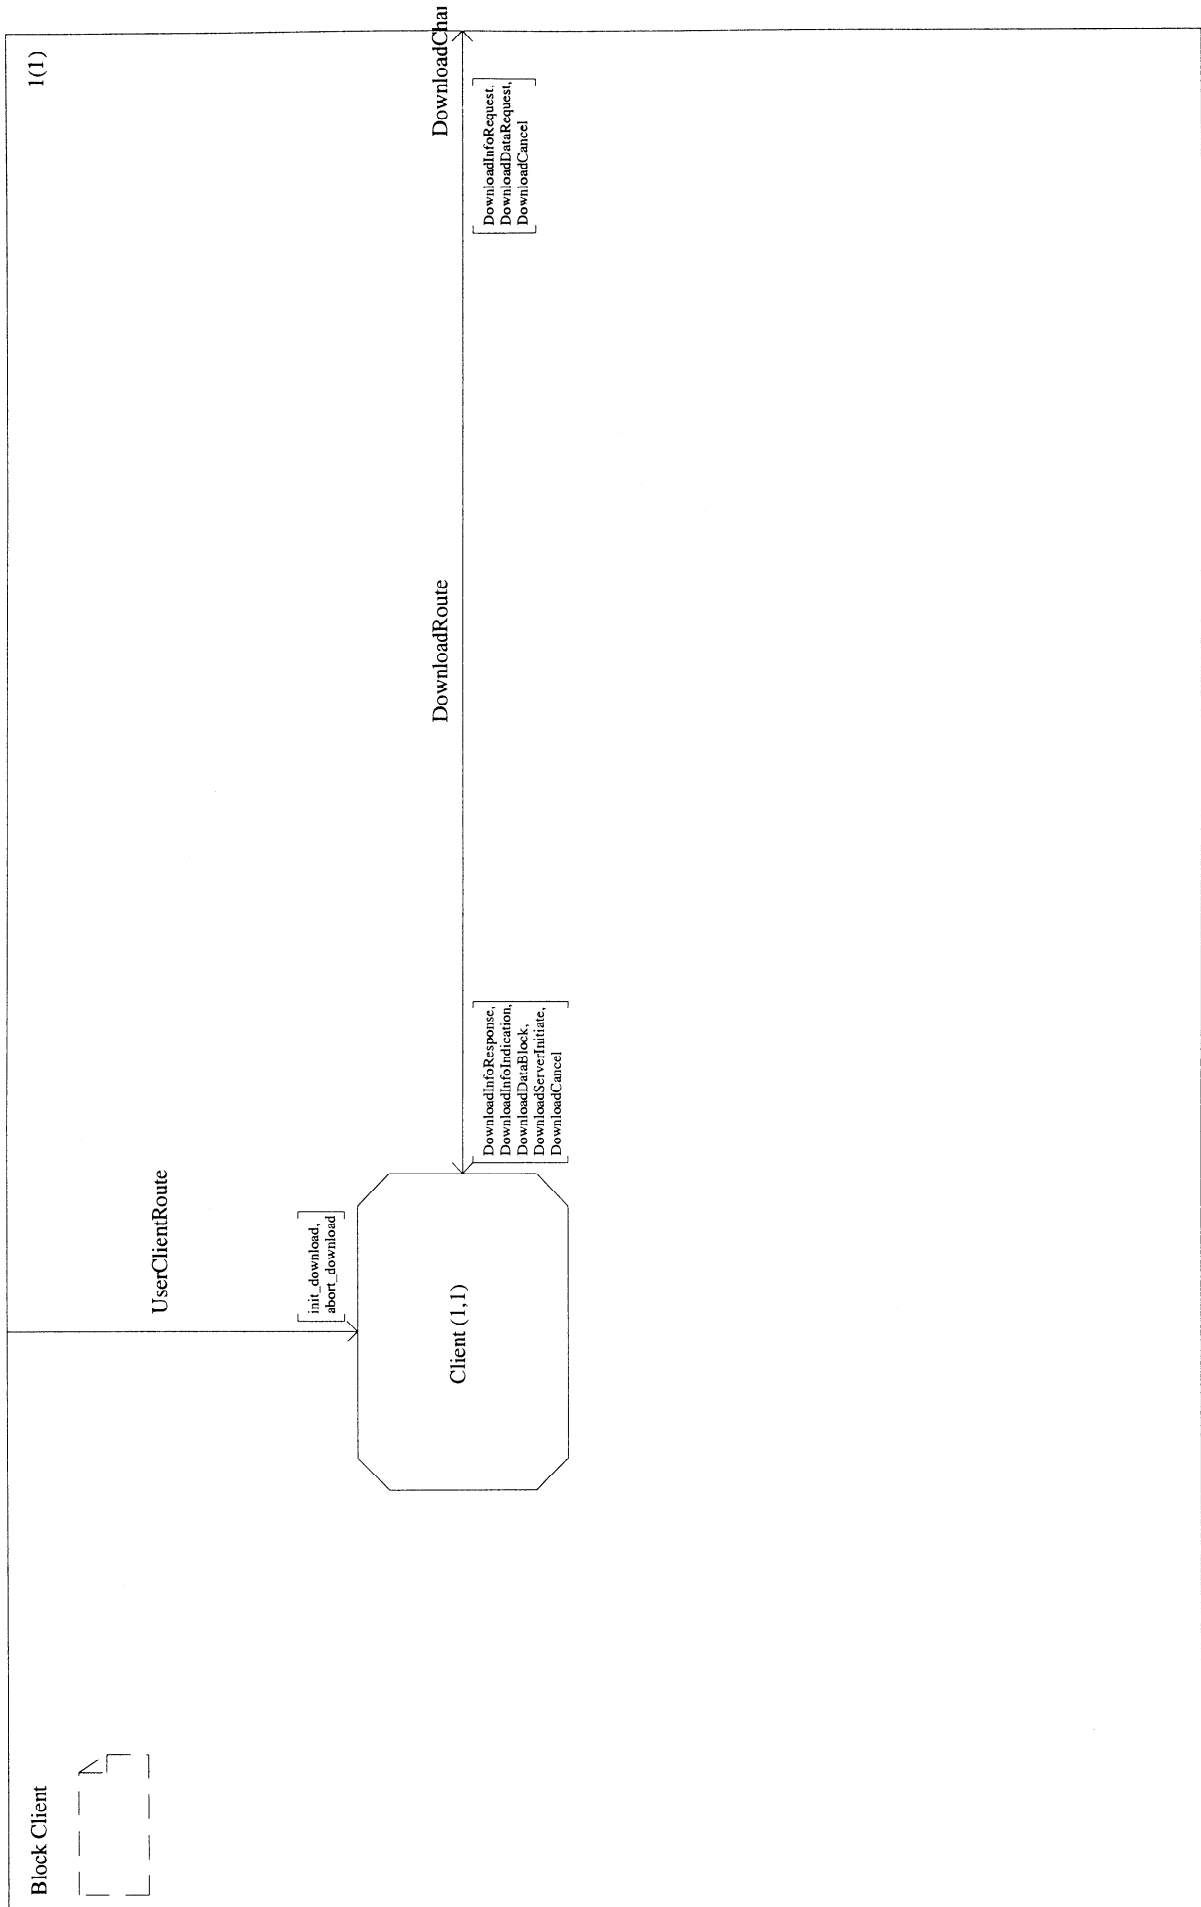 Block Client
1(1)
UserClientRoute
init_download,
abort_download
Client (1,1)
DownloadRoute
DownloadInfoResponse,
DownloadInfoIndication,
DownloadDataBlock,
DownloadServerInitiate,
DownloadCancel
DownloadInfoRequest,
DownloadDataRequest,
DownloadCancel